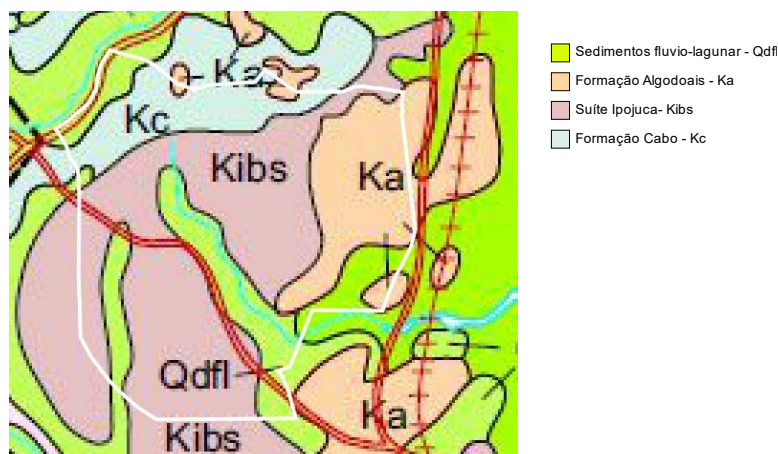 Ka
Kc
Kibs
Ka
Qdfl
Ka
Kibs
Sedimentos fluvio-lagunar - Qdfl
Formação Algodoais - Ka
Suíte Ipojuca- Kibs
Formação Cabo - Kc